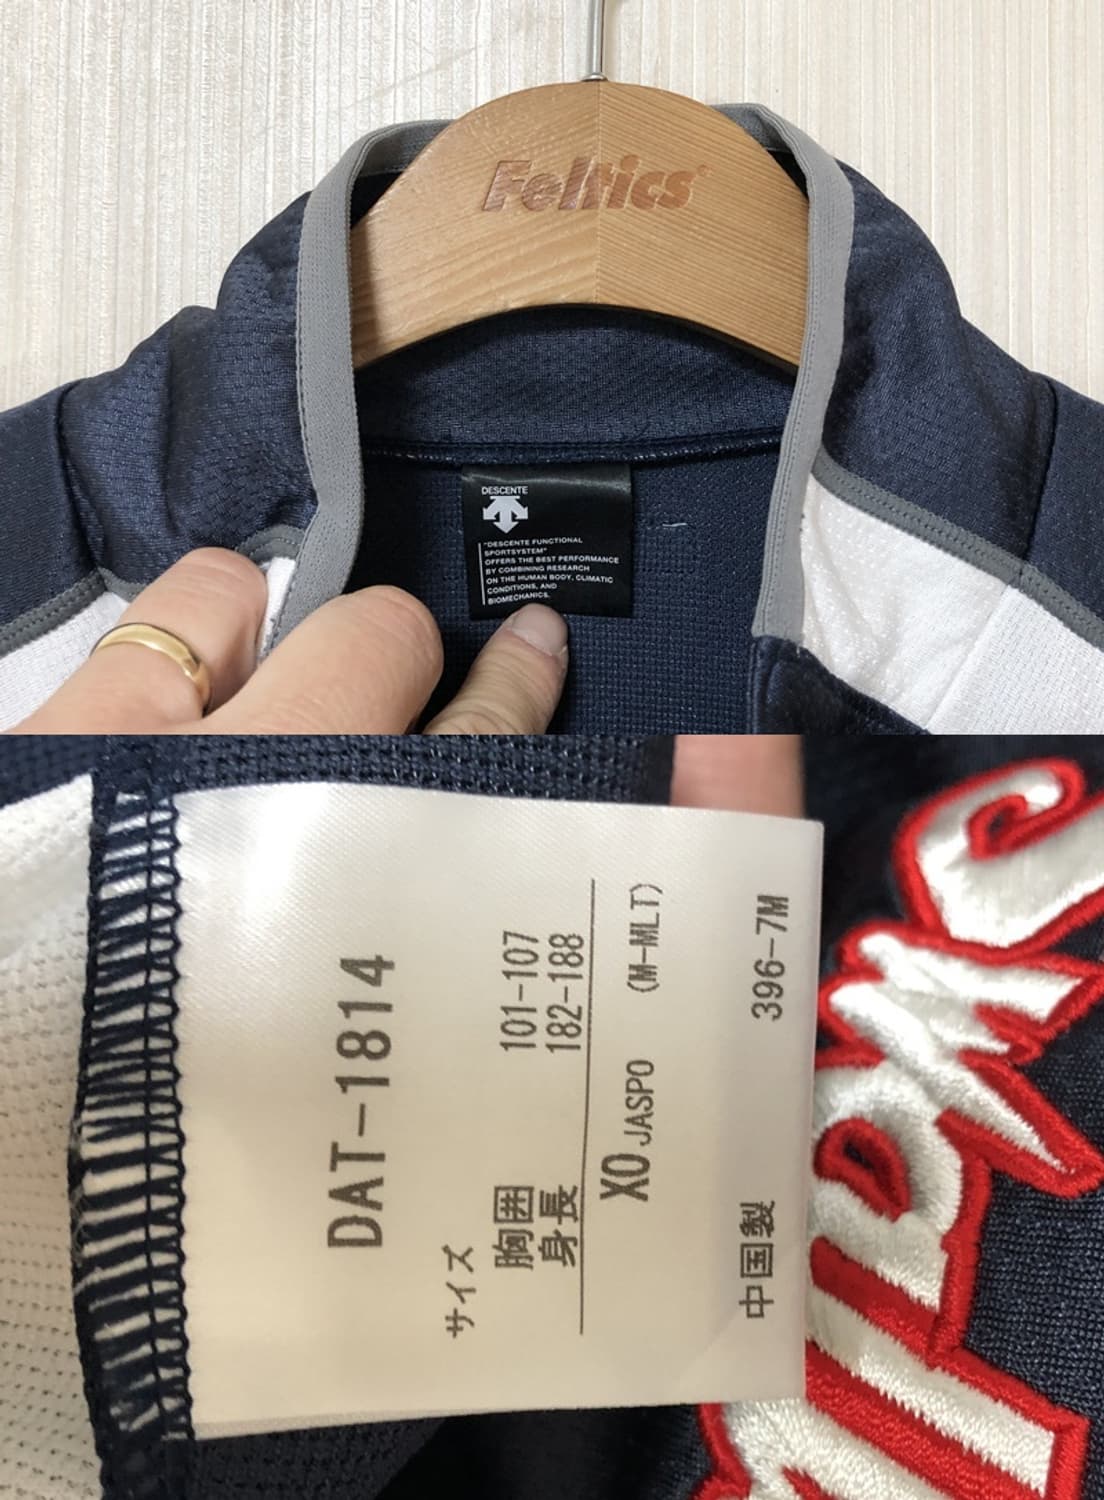 Feltics
DESCENTE
"DESCENTE FUNCTIONAL
SPORTSYSTEM"
OFFERS THE BEST PERFORMANCE
BY COMBINING RESEARCH
ON THE HUMAN BODY, CLIMATIC
CONDITIONS, AND
BIOMECHANICS.
DAT-1814
サイズ
胸囲 101-107
身長 182-188
XO JASPO (M-MLT)
中国製 396-7M